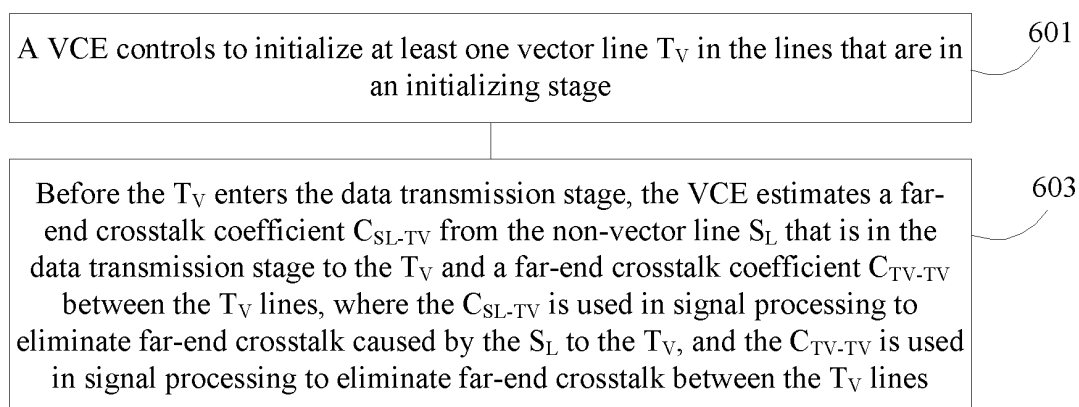 A VCE controls to initialize at least one vector line T_V in the lines that are in
an initializing stage
601
Before the T_V enters the data transmission stage, the VCE estimates a far-
end crosstalk coefficient C_SL-TV from the non-vector line S_L that is in the
data transmission stage to the T_V and a far-end crosstalk coefficient C_TV-TV
between the T_V lines, where the C_SL-TV is used in signal processing to
eliminate far-end crosstalk caused by the S_L to the T_V, and the C_TV-TV is used
in signal processing to eliminate far-end crosstalk between the T_V lines
603